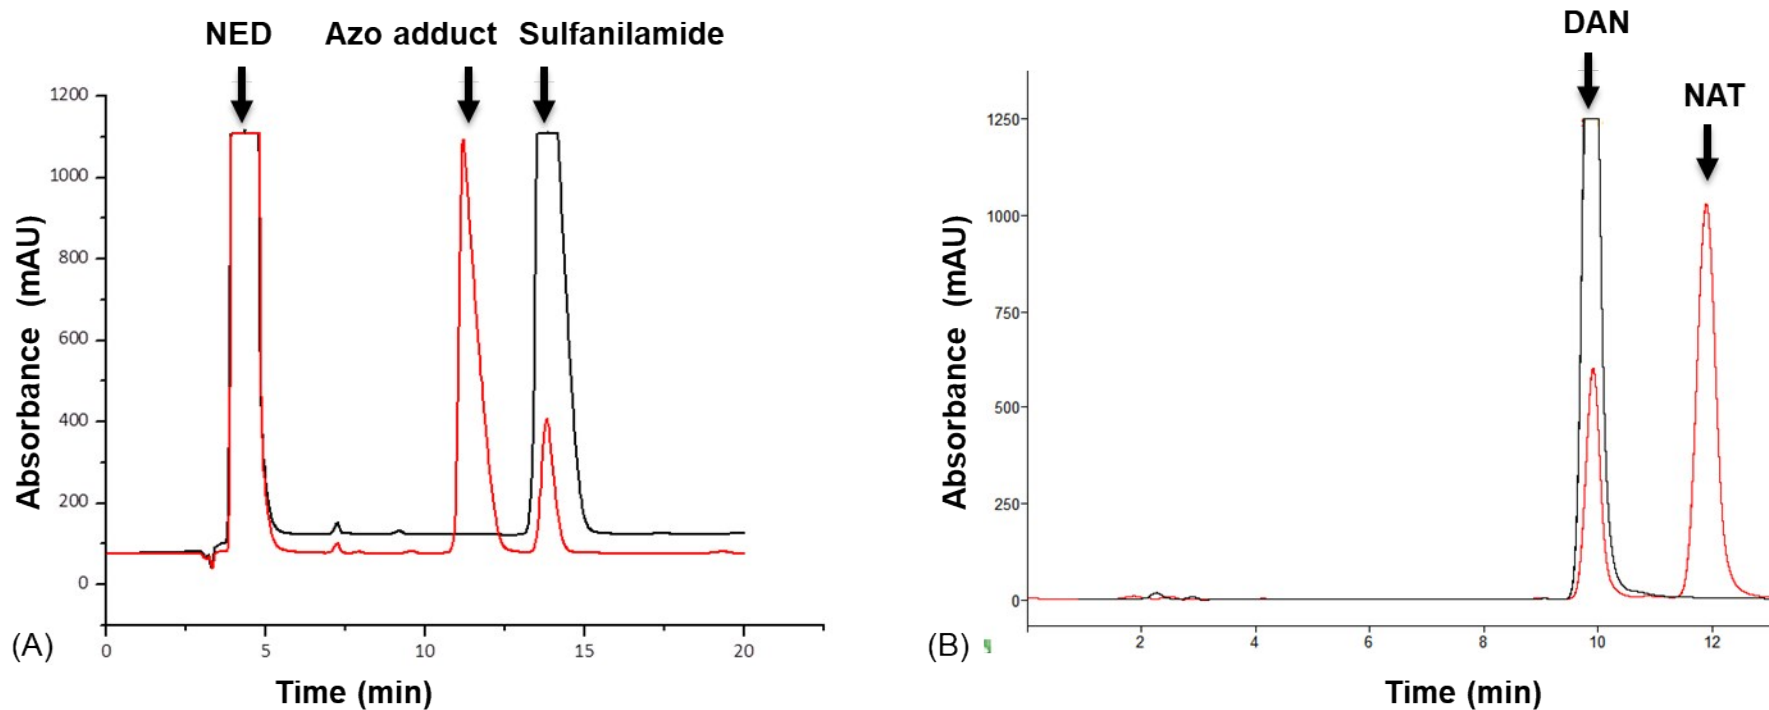 NED Azo adduct Sulfanilamide
1200
1000
800
600
400
200
0
Absorbance (mAU)
0 5 10 15 20
Time (min)
(A)
DAN
NAT
1250
1000
750
500
250
0
Absorbance (mAU)
2 4 6 8 10 12
Time (min)
(B)